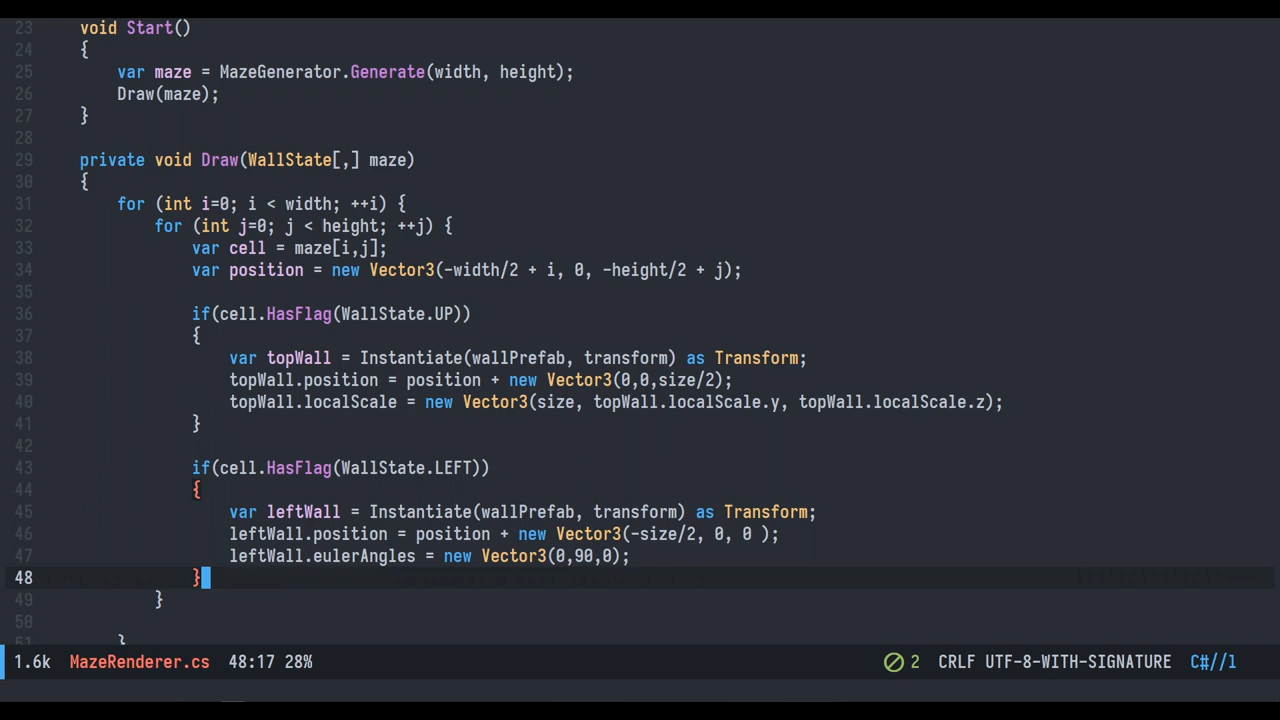 23 void Start()
24 {
25 var maze = MazeGenerator.Generate(width, height);
26 Draw(maze);
27 }
28
29 private void Draw(WallState[,] maze)
30 {
31 for (int i=0; i < width; ++i) {
32 for (int j=0; j < height; ++j) {
33 var cell = maze[i,j];
34 var position = new Vector3(-width/2 + i, 0, -height/2 + j);
35
36 if(cell.HasFlag(WallState.UP))
37 {
38 var topWall = Instantiate(wallPrefab, transform) as Transform;
39 topWall.position = position + new Vector3(0,0,size/2);
40 topWall.localScale = new Vector3(size, topWall.localScale.y, topWall.localScale.z);
41 }
42
43 if(cell.HasFlag(WallState.LEFT))
44 {
45 var leftWall = Instantiate(wallPrefab, transform) as Transform;
46 leftWall.position = position + new Vector3(-size/2, 0, 0 );
47 leftWall.eulerAngles = new Vector3(0,90,0);
48 }
49 }
50
51 }
1.6k MazeRenderer.cs 48:17 28% 2 CRLF UTF-8-WITH-SIGNATURE C#//l